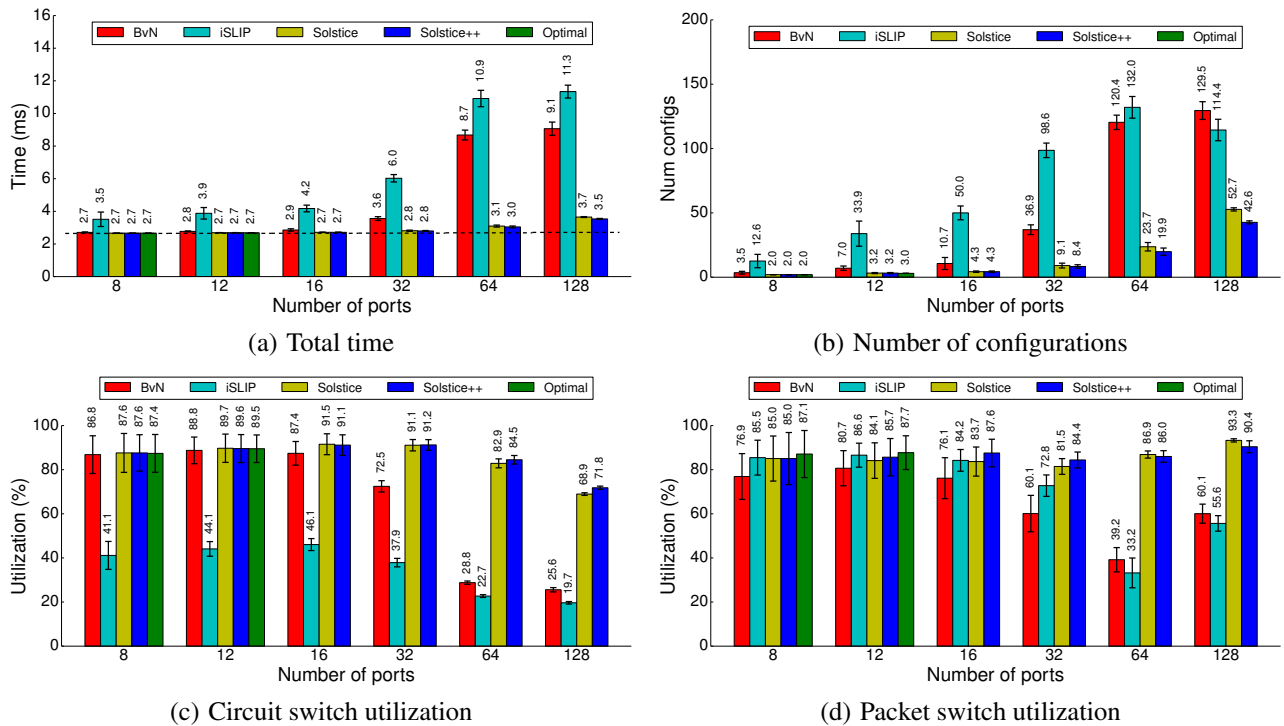 16
14
12
10
8
6
4
2
0
Time (ms)
BvN iSLIP Solstice Solstice++ Optimal
2.7 3.5 2.7 2.7 2.7
2.8 3.9 2.7 2.7 2.7
2.9 4.2 2.7 2.7
3.6 6.0 2.8 2.8
8.7 10.9 3.1 3.0
9.1 11.3 3.7 3.5
8 12 16 32 64 128
Number of ports
(a) Total time
200
150
100
50
0
Num configs
BvN iSLIP Solstice Solstice++ Optimal
3.5 12.6 2.0 2.0 2.0
7.0 33.9 3.2 3.2 3.0
10.7 50.0 4.3 4.3
36.9 98.6 9.1 8.4
120.4 132.0 23.7 19.9
129.5 114.4 52.7 42.6
8 12 16 32 64 128
Number of ports
(b) Number of configurations
100
80
60
40
20
0
Utilization (%)
BvN iSLIP Solstice Solstice++ Optimal
86.8 41.1 87.6 87.6 87.4
88.8 44.1 89.7 89.6 89.5
87.4 46.1 91.5 91.1
72.5 37.9 91.1 91.2
28.8 22.7 82.9 84.5
25.6 19.7 68.9 71.8
8 12 16 32 64 128
Number of ports
(c) Circuit switch utilization
100
80
60
40
20
0
Utilization (%)
BvN iSLIP Solstice Solstice++ Optimal
76.9 85.5 85.0 85.0 87.1
80.7 86.6 84.1 85.7 87.7
76.1 84.2 83.7 87.6
60.1 72.8 81.5 84.4
39.2 33.2 86.9 86.0
60.1 55.6 93.3 90.4
8 12 16 32 64 128
Number of ports
(d) Packet switch utilization